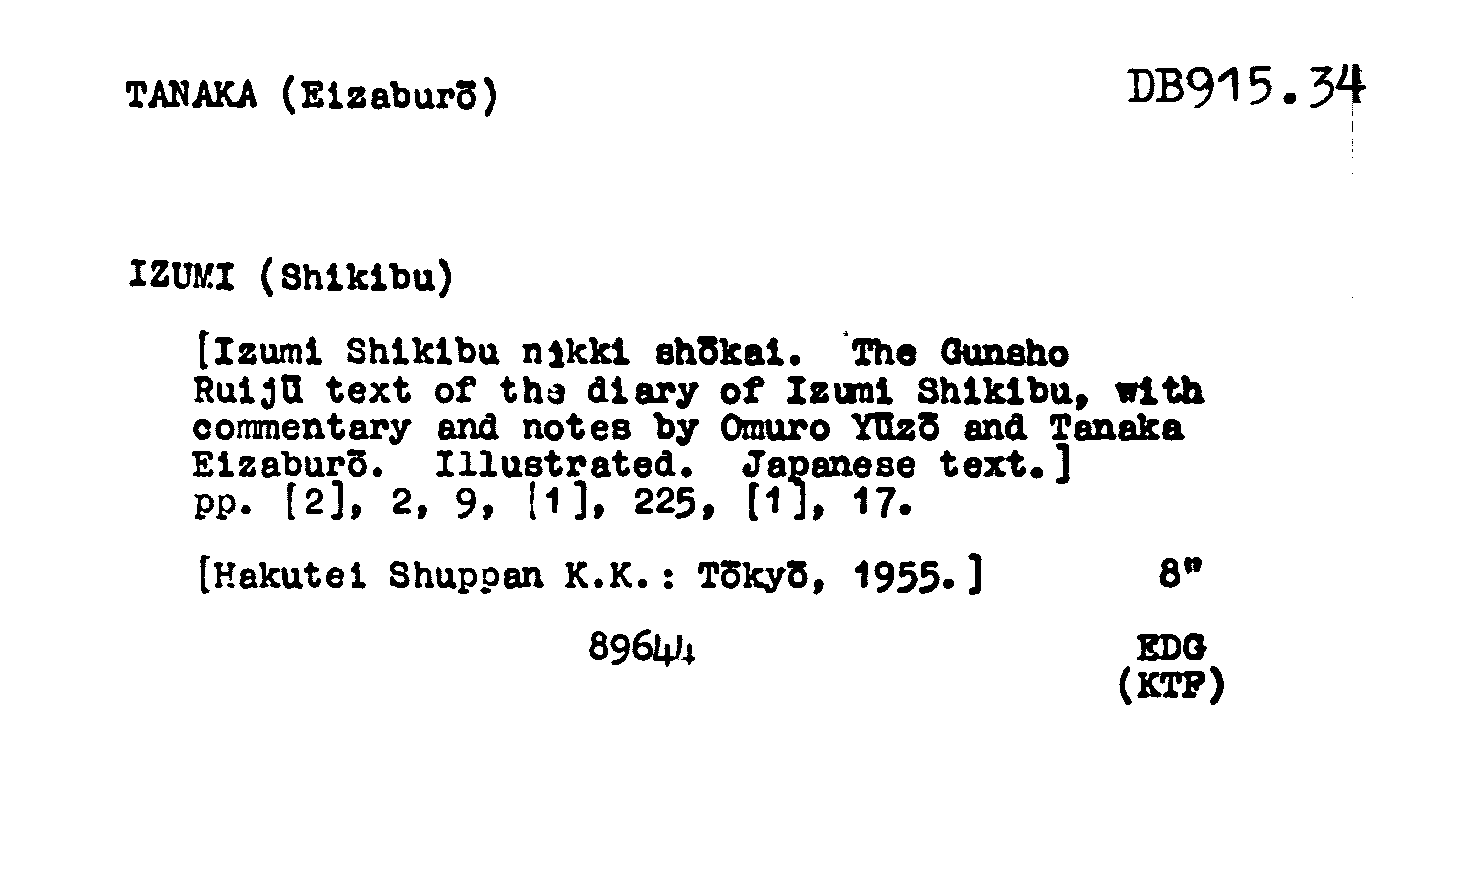 TANAKA (Eizaburō) DB915.34
IZUMI (Shikibu)
[Izumi Shikibu nikki shōkai. The Gunsho
Ruijū text of the diary of Izumi Shikibu, with
commentary and notes by Omuro Yūzō and Tanaka
Eizaburō. Illustrated. Japanese text.]
pp. [2], 2, 9, [1], 225, [1], 17.
[Hakutei Shuppan K.K.: Tōkyō, 1955.] 8"
89644 EDG
(KTF)